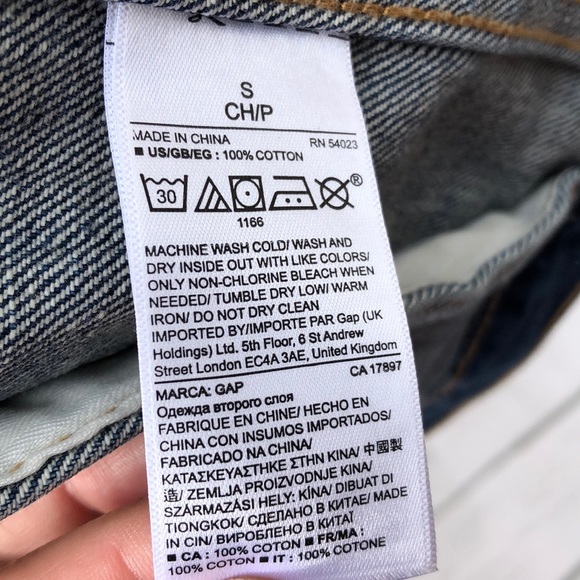 S
CH/P
MADE IN CHINA RN 54023
■ US/GB/EG : 100% COTTON
30
®
1166
MACHINE WASH COLD/ WASH AND
DRY INSIDE OUT WITH LIKE COLORS/
ONLY NON-CHLORINE BLEACH WHEN
NEEDED/ TUMBLE DRY LOW/ WARM
IRON/ DO NOT DRY CLEAN
IMPORTED BY/IMPORTE PAR Gap (UK
Holdings) Ltd. 5th Floor, 6 St Andrew
Street London EC4A 3AE, United Kingdom
CA 17897
MARCA: GAP
Одежда второго слоя
FABRIQUE EN CHINE/ HECHO EN
CHINA CON INSUMOS IMPORTADOS/
FABRICADO NA CHINA/
ΚΑΤΑΣΚΕΥΑΣΤΗΚΕ ΣΤΗΝ ΚΙΝΑ/ 中國製
造/ ZEMLJA PROIZVODNJE KINA/
SZÁRMAZÁSI HELY: KÍNA/ DIBUAT DI
TIONGKOK/ СДЕЛАНО В КИТАЕ/ MADE
IN CIN/ ВИРОБЛЕНО В КИТАЇ
■ CA : 100% COTTON ■ FR/MA :
100% COTON ■ IT : 100% COTONE